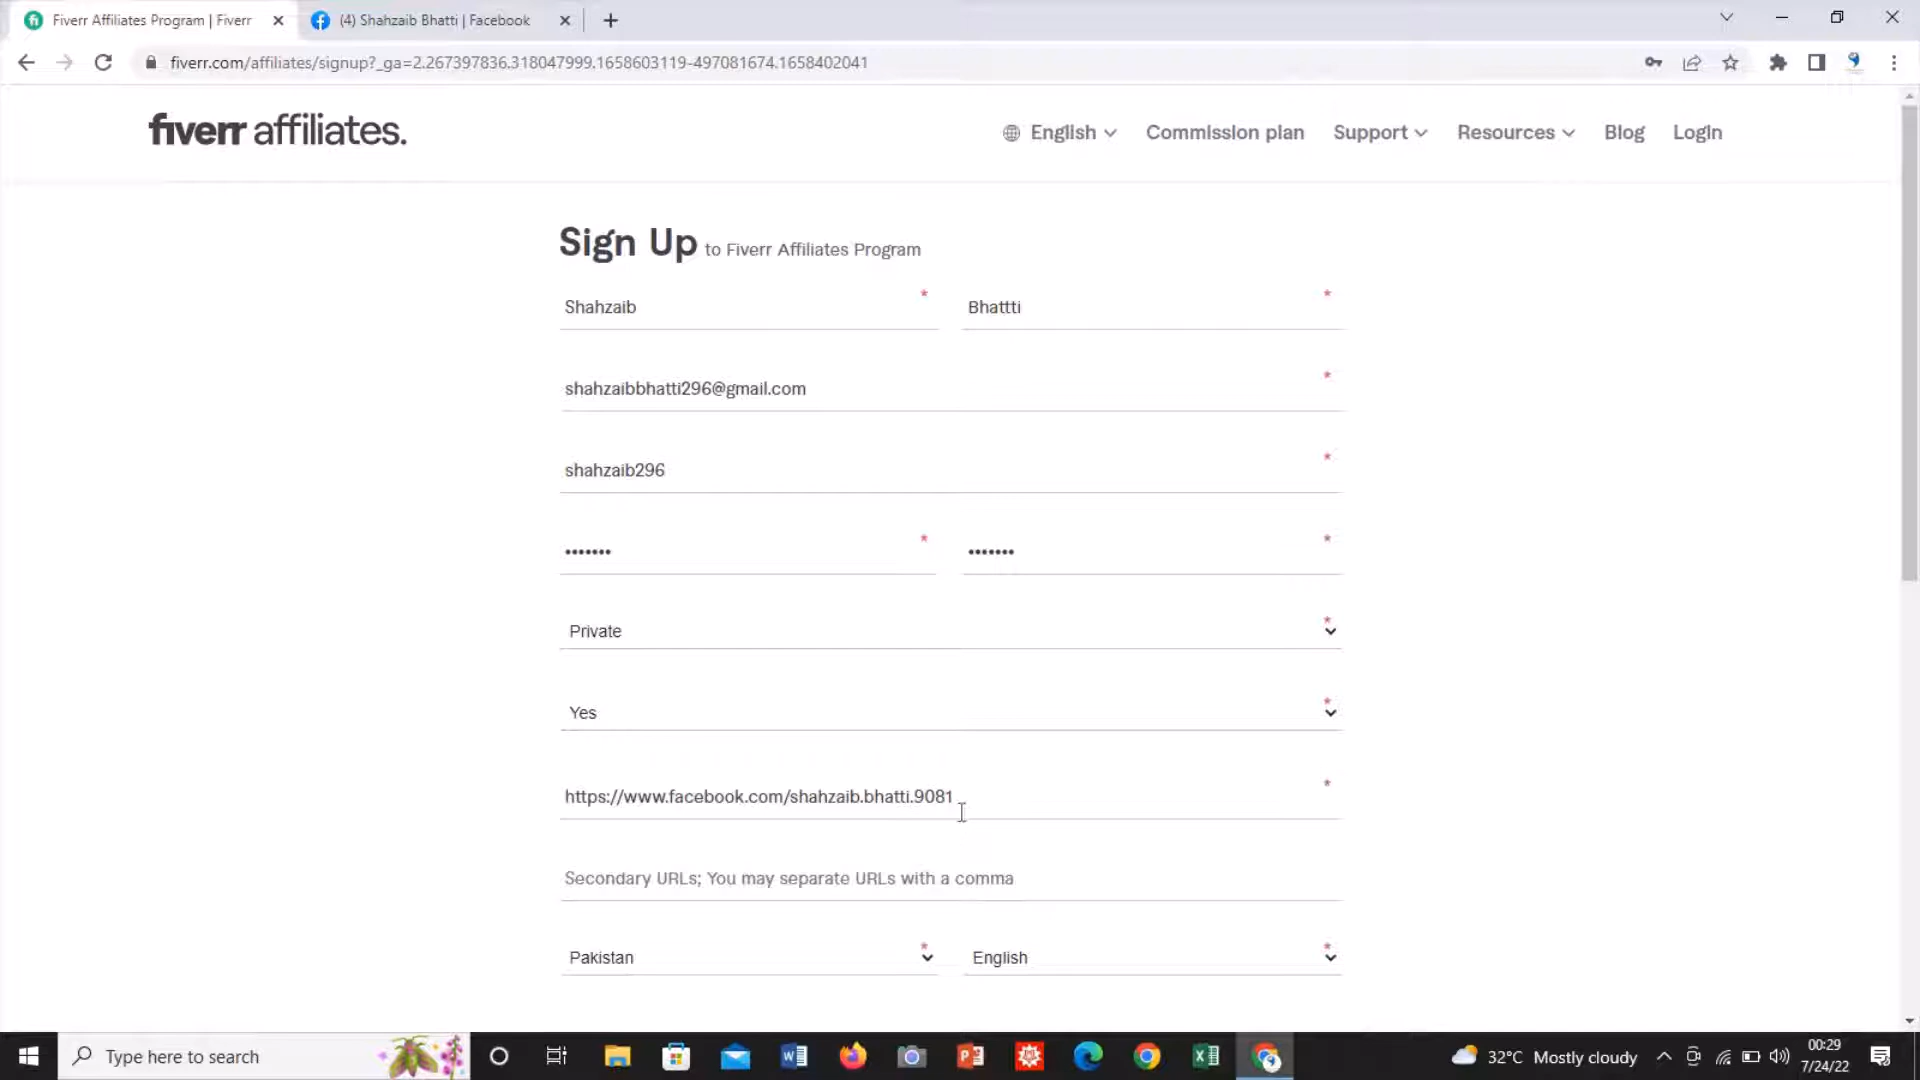 Fiverr Affiliates Program | Fiverr
(4) Shahzaib Bhatti | Facebook
fiverr.com/affiliates/signup?_ga=2.267397836.318047999.1658603119-497081674.1658402041
fiverr affiliates.
English
Commission plan
Support
Resources
Blog
Login
Sign Up to Fiverr Affiliates Program
Shahzaib *
Bhattti *
shahzaibbhatti296@gmail.com *
shahzaib296 *
••••••• *
••••••• *
Private *
Yes *
https://www.facebook.com/shahzaib.bhatti.9081 *
Secondary URLs; You may separate URLs with a comma
Pakistan *
English *
Type here to search
32°C Mostly cloudy
00:29
7/24/22